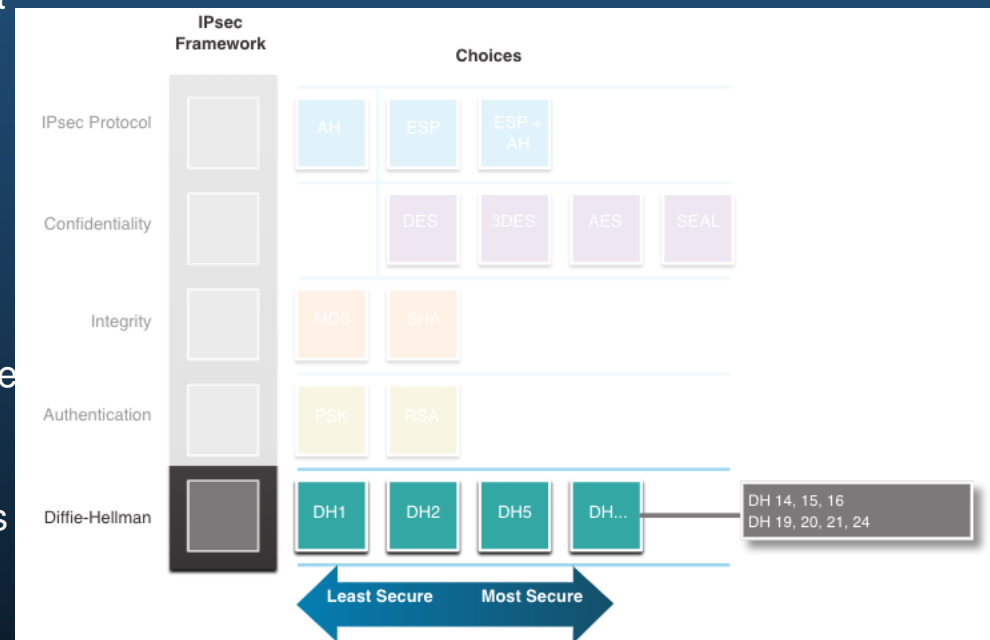 IPsec
Framework
Choices
IPsec Protocol
AH
ESP
ESP +
AH
Confidentiality
DES
3DES
AES
SEAL
Integrity
MD5
SHA
Authentication
PSK
RSA
Diffie-Hellman
DH1
DH2
DH5
DH...
DH 14, 15, 16
DH 19, 20, 21, 24
Least Secure
Most Secure